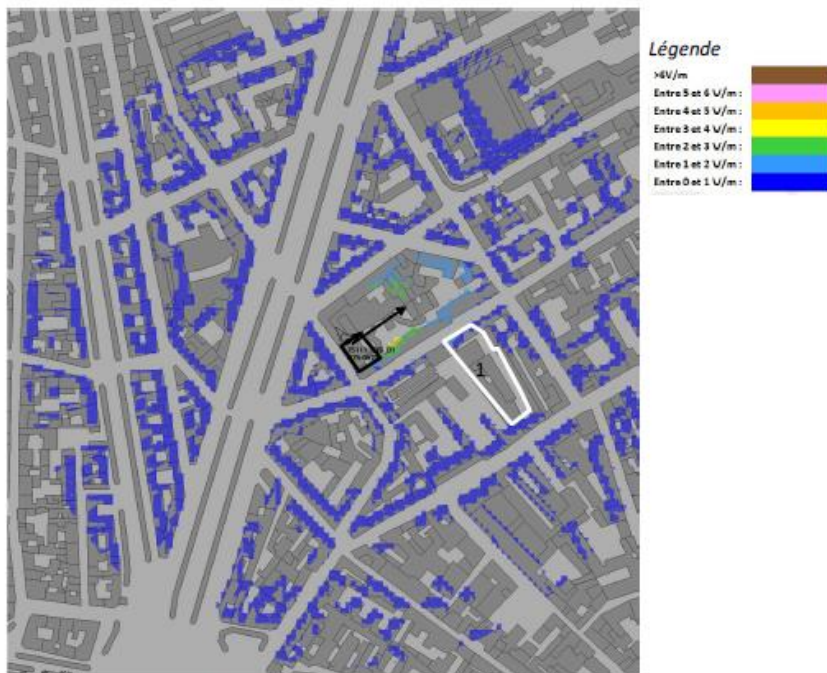 Légende
>6V/m
Entre 5 et 6 V/m :
Entre 4 et 5 V/m :
Entre 3 et 4 V/m :
Entre 2 et 3 V/m :
Entre 1 et 2 V/m :
Entre 0 et 1 V/m :
1